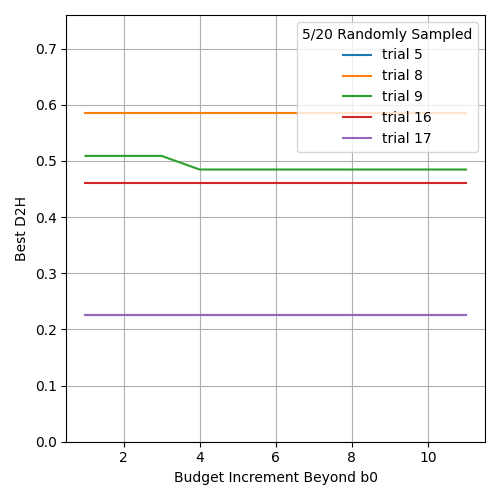 5/20 Randomly Sampled
trial 5
trial 8
trial 9
trial 16
trial 17
0.7
0.6
0.5
0.4
0.3
0.2
0.1
0.0
Best D2H
2 4 6 8 10
Budget Increment Beyond b0